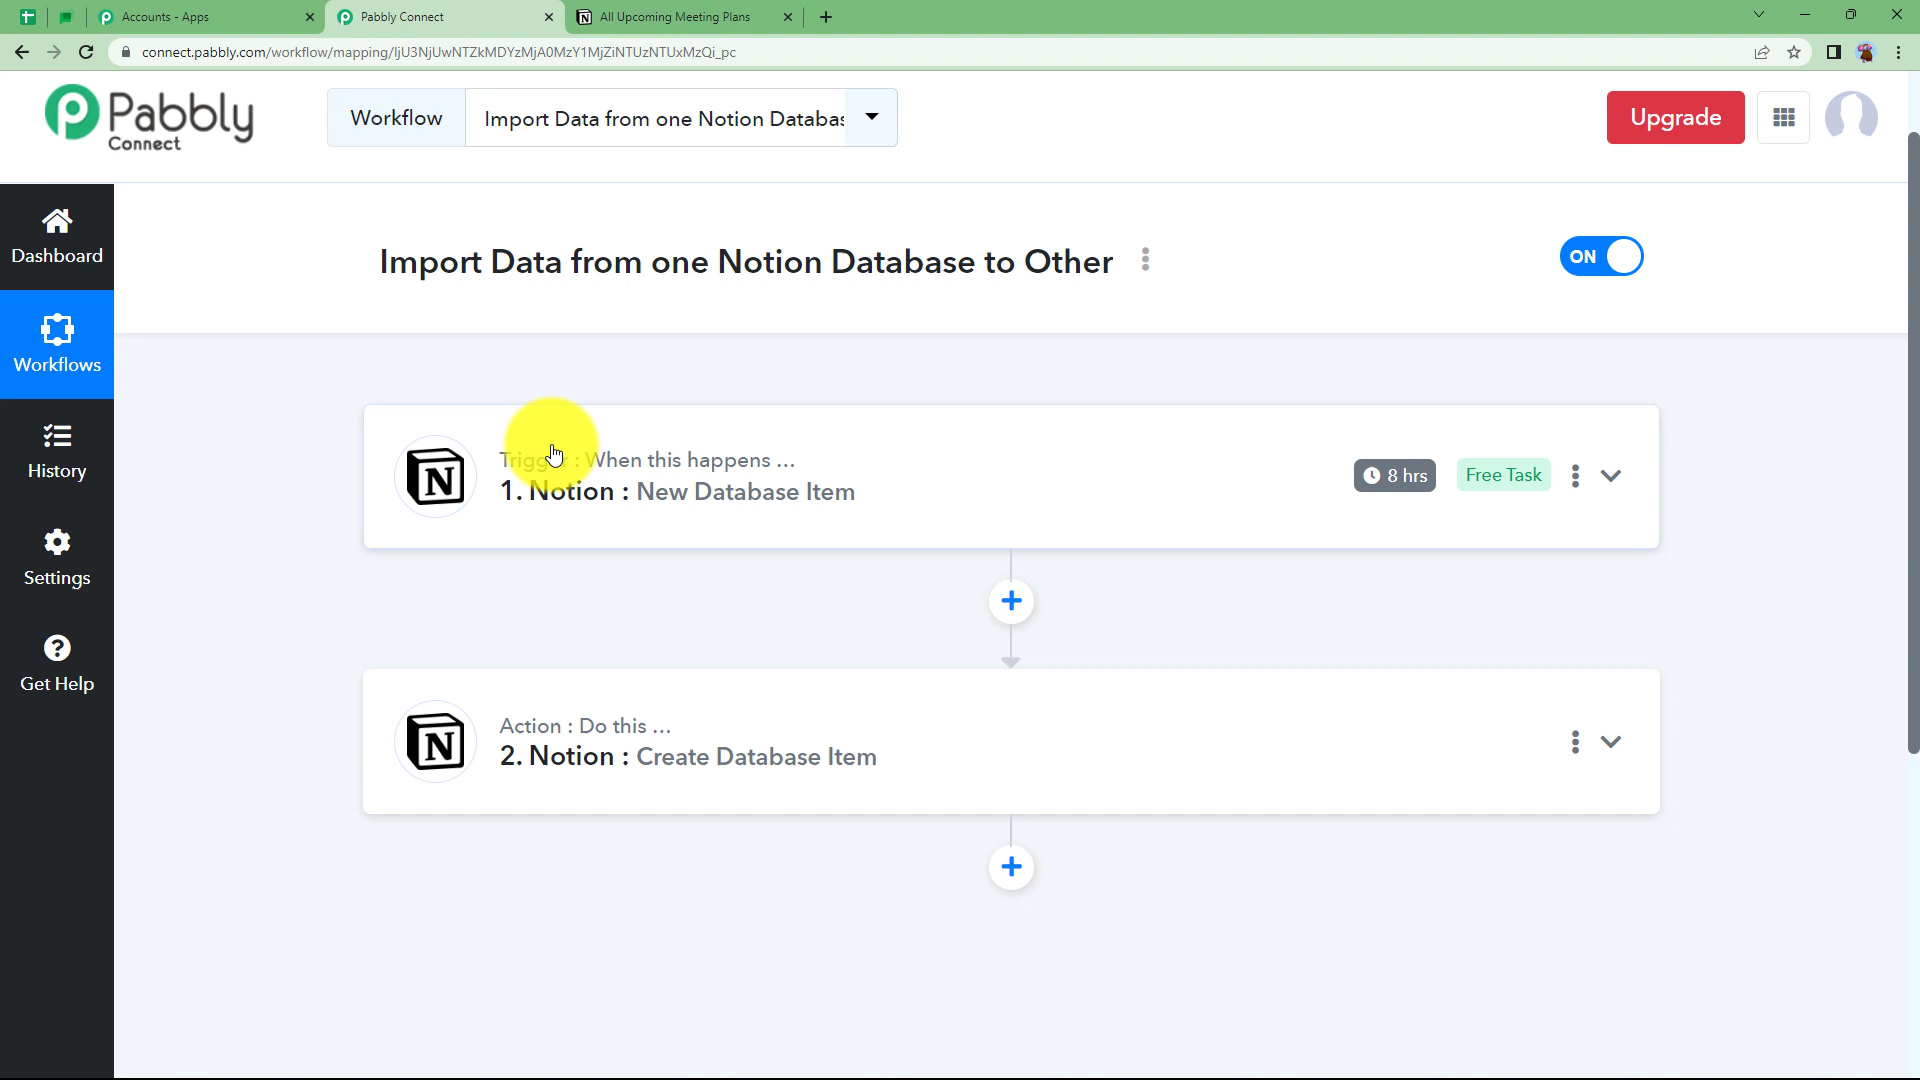 Accounts - Apps
Pabbly Connect
All Upcoming Meeting Plans
connect.pabbly.com/workflow/mapping/IjU3NjUwNTZkMDYzMjA0MzY1MjZiNTUzNTUxMzQi_pc
Pabbly
Connect
Workflow
Import Data from one Notion Databas
Upgrade
Dashboard
Import Data from one Notion Database to Other
ON
Workflows
History
Trigger : When this happens ...
1. Notion : New Database Item
8 hrs
Free Task
Settings
Get Help
Action : Do this ...
2. Notion : Create Database Item